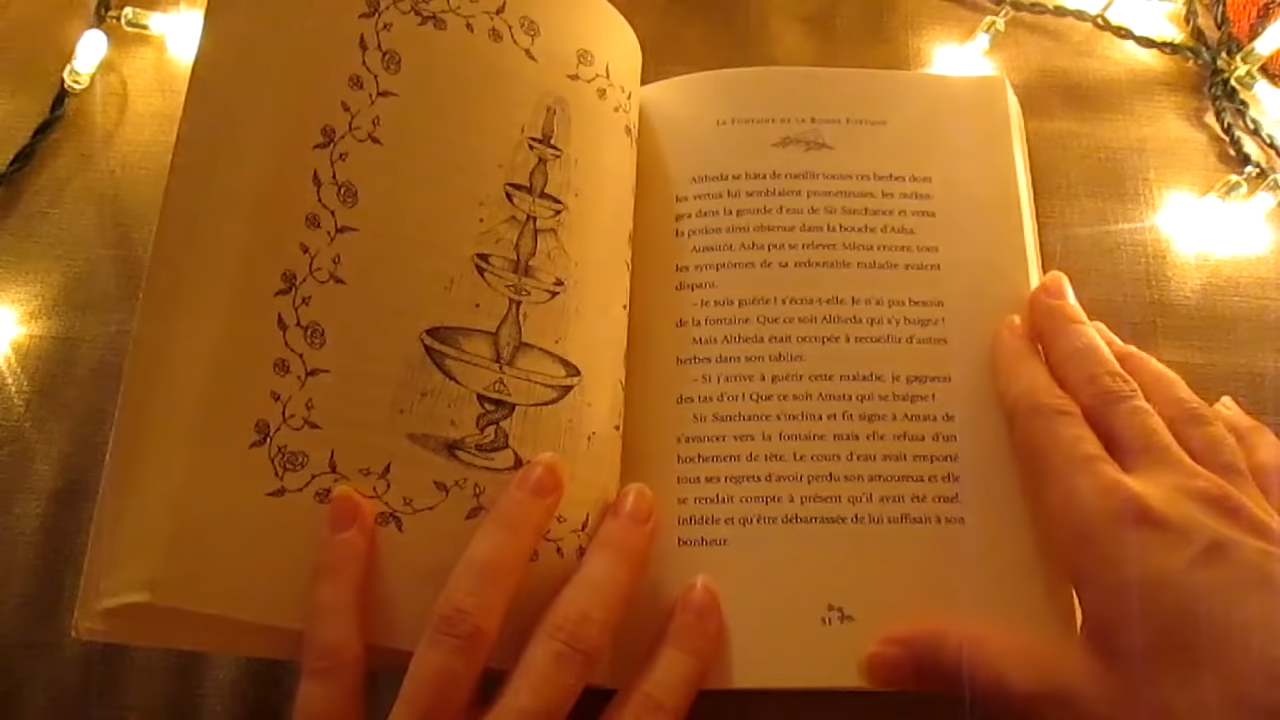 La Fontaine de la Bonne Fortune
Altheda se hâta de cueillir toutes ces herbes dont
les vertus lui semblaient prometteuses, les mélan-
gea dans la gourde d'eau de Sir Sanchance et versa
la potion ainsi obtenue dans la bouche d'Asha.
Aussitôt, Asha put se relever. Mieux encore, tous
les symptômes de sa redoutable maladie avaient
disparu.
– Je suis guérie ! s'écria-t-elle. Je n'ai pas besoin
de la fontaine. Que ce soit Altheda qui s'y baigne !
Mais Altheda était occupée à recueillir d'autres
herbes dans son tablier.
– Si j'arrive à guérir cette maladie, je gagnerai
des tas d'or ! Que ce soit Amata qui se baigne !
Sir Sanchance s'inclina et fit signe à Amata de
s'avancer vers la fontaine mais elle refusa d'un
hochement de tête. Le cours d'eau avait emporté
tous ses regrets d'avoir perdu son amoureux et elle
se rendait compte à présent qu'il avait été cruel,
infidèle et qu'être débarrassée de lui suffisait à son
bonheur.
51